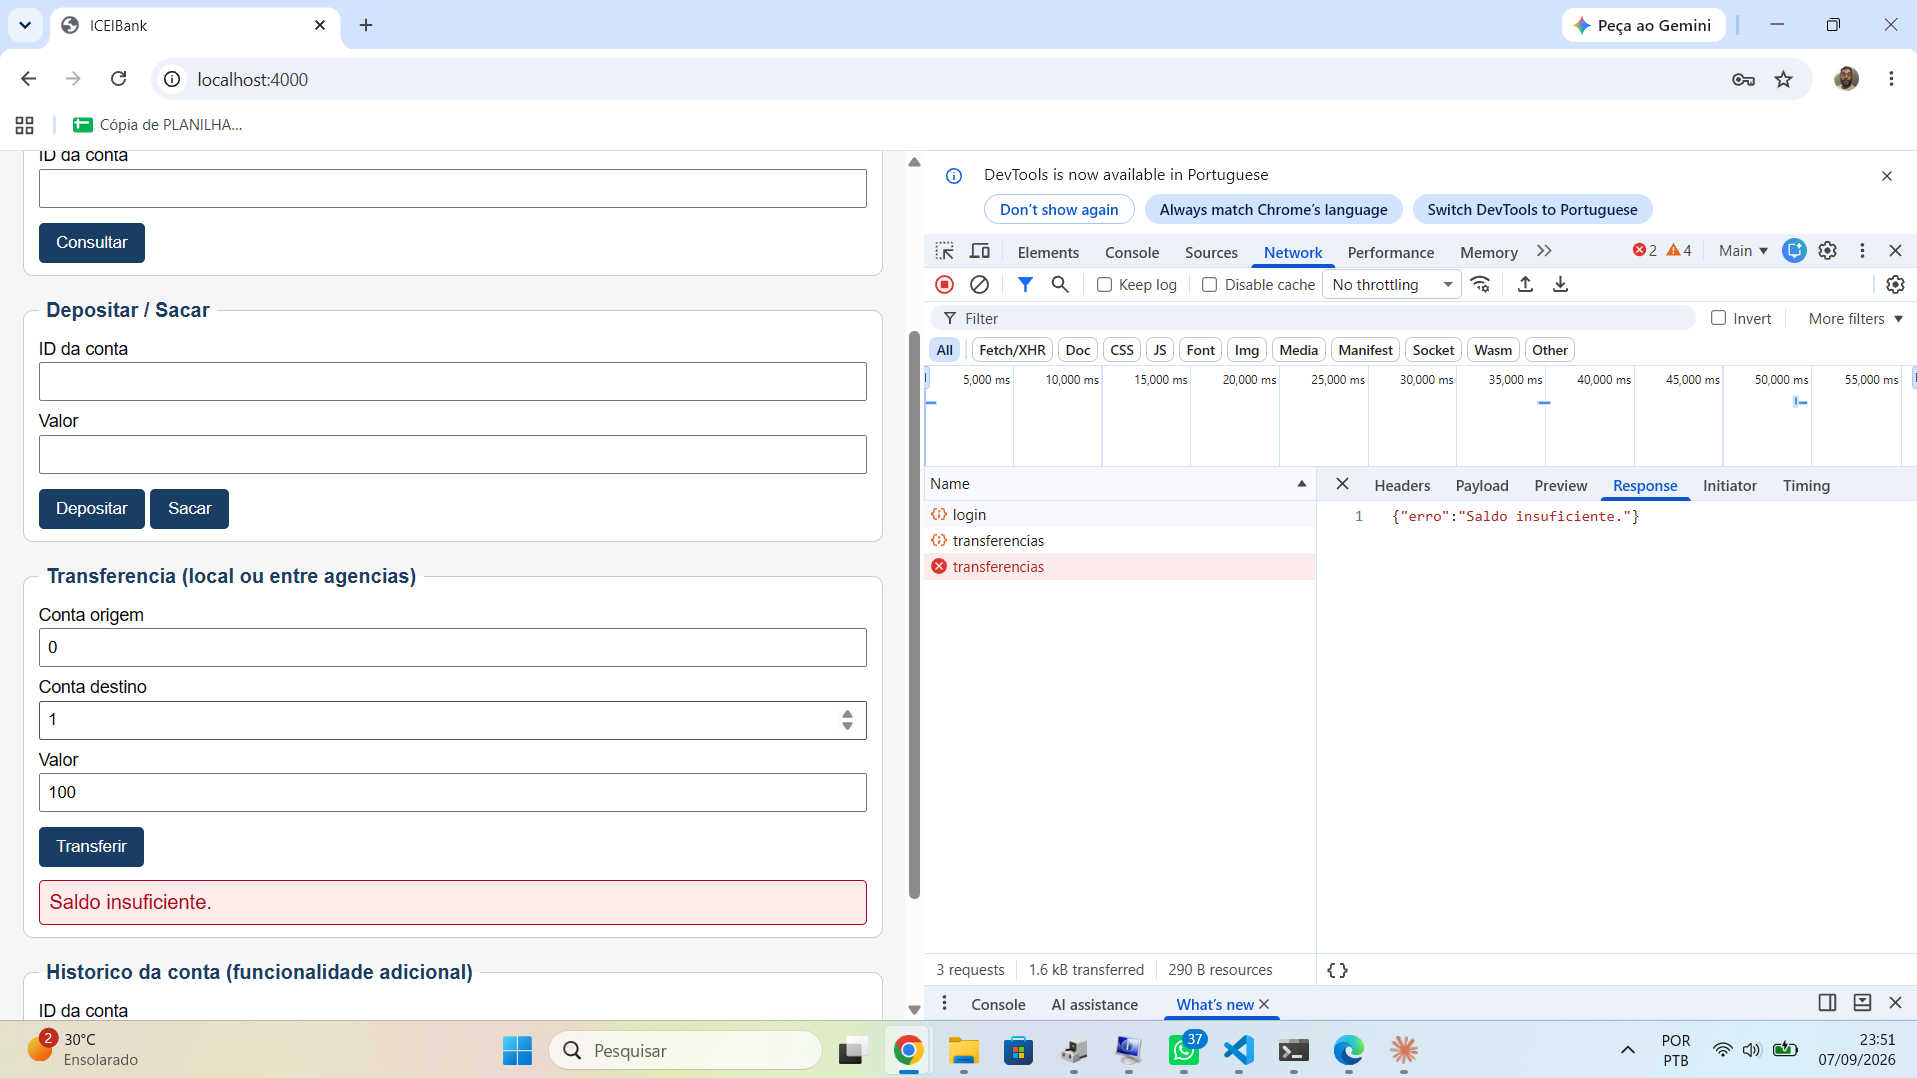 ICEIBank
Peça ao Gemini
localhost:4000
Cópia de PLANILHA...
ID da conta
Consultar
Depositar / Sacar
ID da conta
Valor
Depositar
Sacar
Transferencia (local ou entre agencias)
Conta origem
0
Conta destino
1
Valor
100
Transferir
Saldo insuficiente.
Historico da conta (funcionalidade adicional)
ID da conta
DevTools is now available in Portuguese
Don't show again
Always match Chrome's language
Switch DevTools to Portuguese
Elements
Console
Sources
Network
Performance
Memory
2
4
Main
Keep log
Disable cache
No throttling
Filter
Invert
More filters
All
Fetch/XHR
Doc
CSS
JS
Font
Img
Media
Manifest
Socket
Wasm
Other
5,000 ms
10,000 ms
15,000 ms
20,000 ms
25,000 ms
30,000 ms
35,000 ms
40,000 ms
45,000 ms
50,000 ms
55,000 ms
Name
login
transferencias
transferencias
Headers
Payload
Preview
Response
Initiator
Timing
1 {"erro":"Saldo insuficiente."}
3 requests
1.6 kB transferred
290 B resources
{ }
Console
AI assistance
What's new
2
30°C
Ensolarado
Pesquisar
37
POR
PTB
23:51
07/09/2026